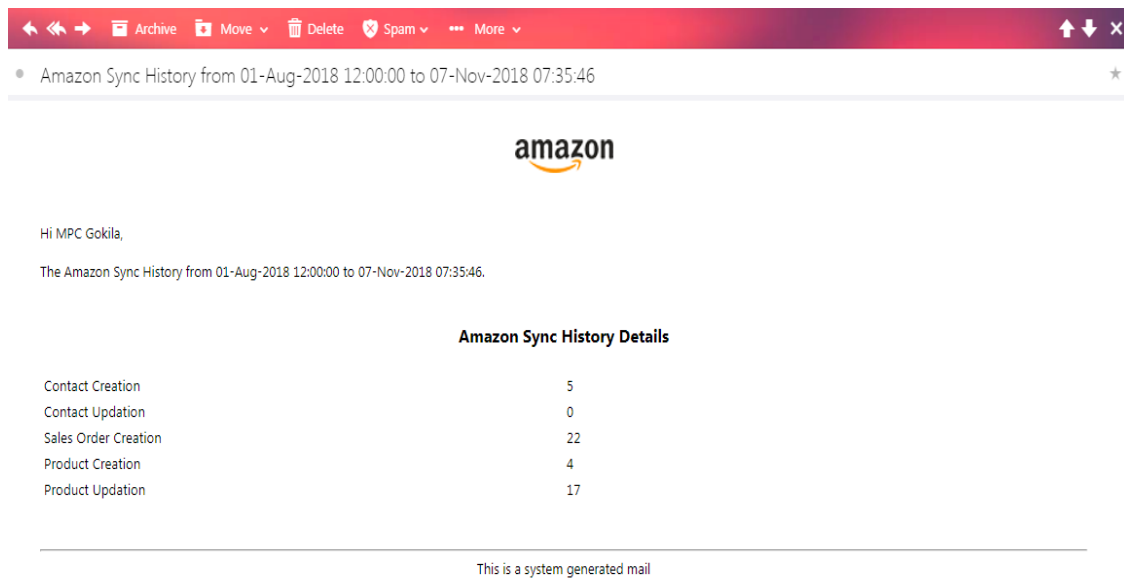 Archive Move Delete Spam More
Amazon Sync History from 01-Aug-2018 12:00:00 to 07-Nov-2018 07:35:46
amazon
Hi MPC Gokila,
The Amazon Sync History from 01-Aug-2018 12:00:00 to 07-Nov-2018 07:35:46.
Amazon Sync History Details
Contact Creation 5
Contact Updation 0
Sales Order Creation 22
Product Creation 4
Product Updation 17
This is a system generated mail